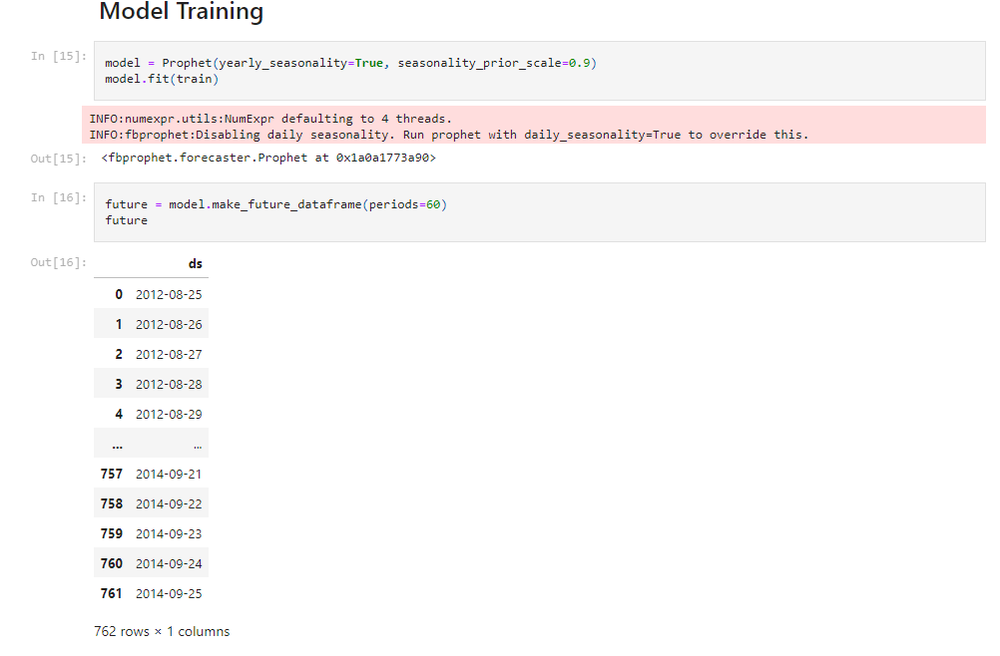 Model Training
In [15]:
model = Prophet(yearly_seasonality=True, seasonality_prior_scale=0.9)
model.fit(train)
INFO:numexpr.utils:NumExpr defaulting to 4 threads.
INFO:fbprophet:Disabling daily seasonality. Run prophet with daily_seasonality=True to override this.
Out[15]: <fbprophet.forecaster.Prophet at 0x1a0a1773a90>
In [16]:
future = model.make_future_dataframe(periods=60)
future
Out[16]:
ds
0 2012-08-25
1 2012-08-26
2 2012-08-27
3 2012-08-28
4 2012-08-29
... ...
757 2014-09-21
758 2014-09-22
759 2014-09-23
760 2014-09-24
761 2014-09-25
762 rows × 1 columns